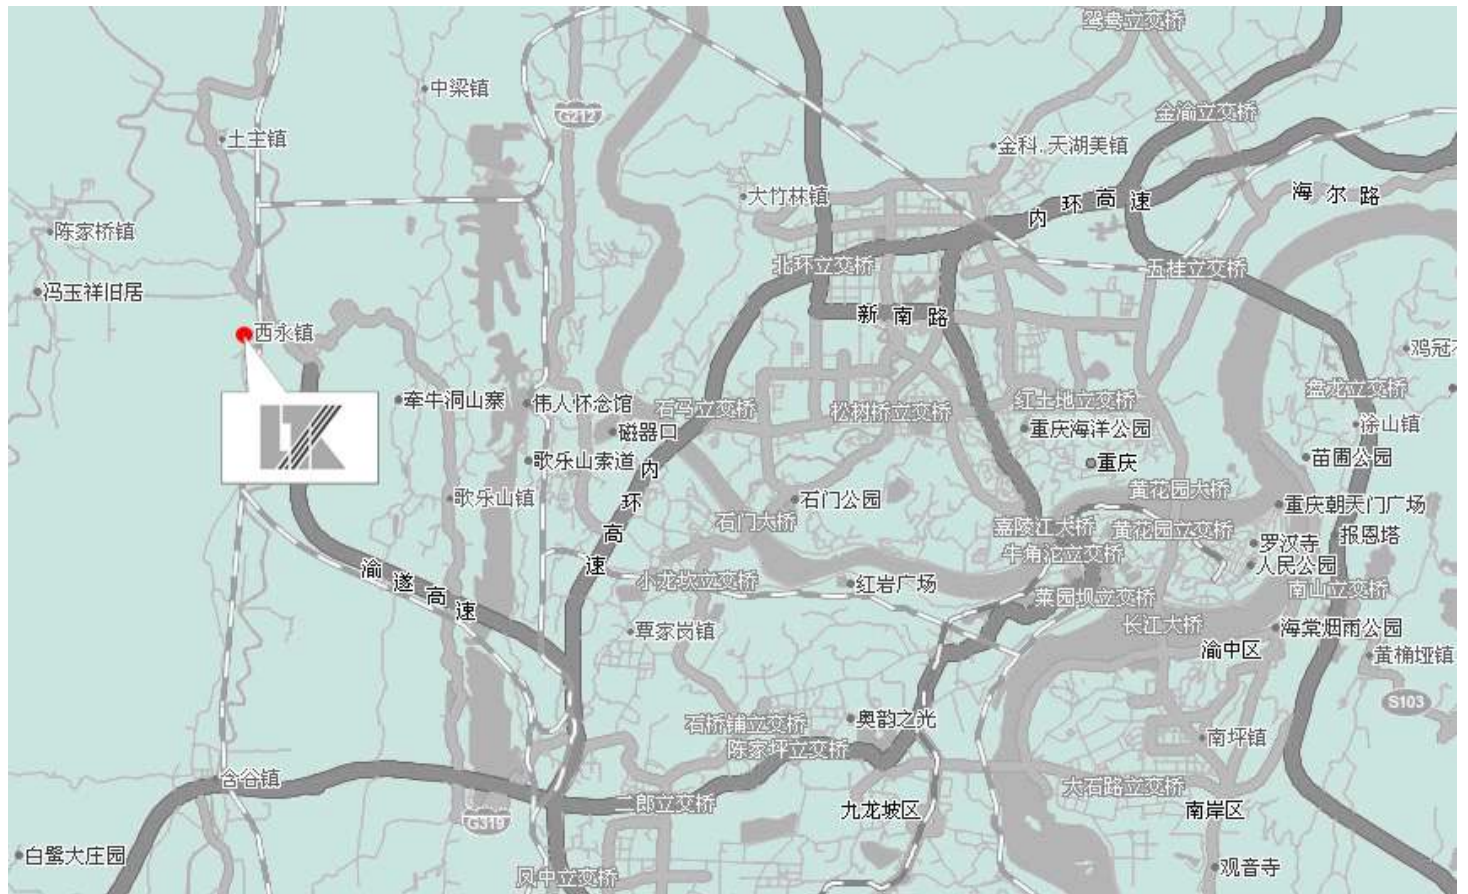 鸳鸯立交桥
中梁镇
G212
金渝立交桥
土主镇
金科.天湖美镇
大竹林镇
海尔路
内环高速
陈家桥镇
北环立交桥
五桂立交桥
冯玉祥旧居
新南路
西永镇
鸡冠
盘龙立交桥
牵牛洞山寨
伟人怀念馆
石马立交桥
松树桥立交桥
红土地立交桥
涂山镇
磁器口
重庆海洋公园
歌乐山索道
重庆
苗圃公园
内环高速
歌乐山镇
石门公园
黄花园大桥
重庆朝天门广场
石门大桥
嘉陵江大桥
黄花园立交桥
报恩塔
罗汉寺
牛角沱立交桥
人民公园
渝遂高速
小龙坎立交桥
红岩广场
南山立交桥
菜园坝立交桥
长江大桥
海棠烟雨公园
覃家岗镇
渝中区
黄桷垭镇
S103
石桥铺立交桥
奥韵之光
陈家坪立交桥
南坪镇
含谷镇
大石路立交桥
二郎立交桥
九龙坡区
南岸区
G319
白鹭大庄园
观音寺
凤中立交桥